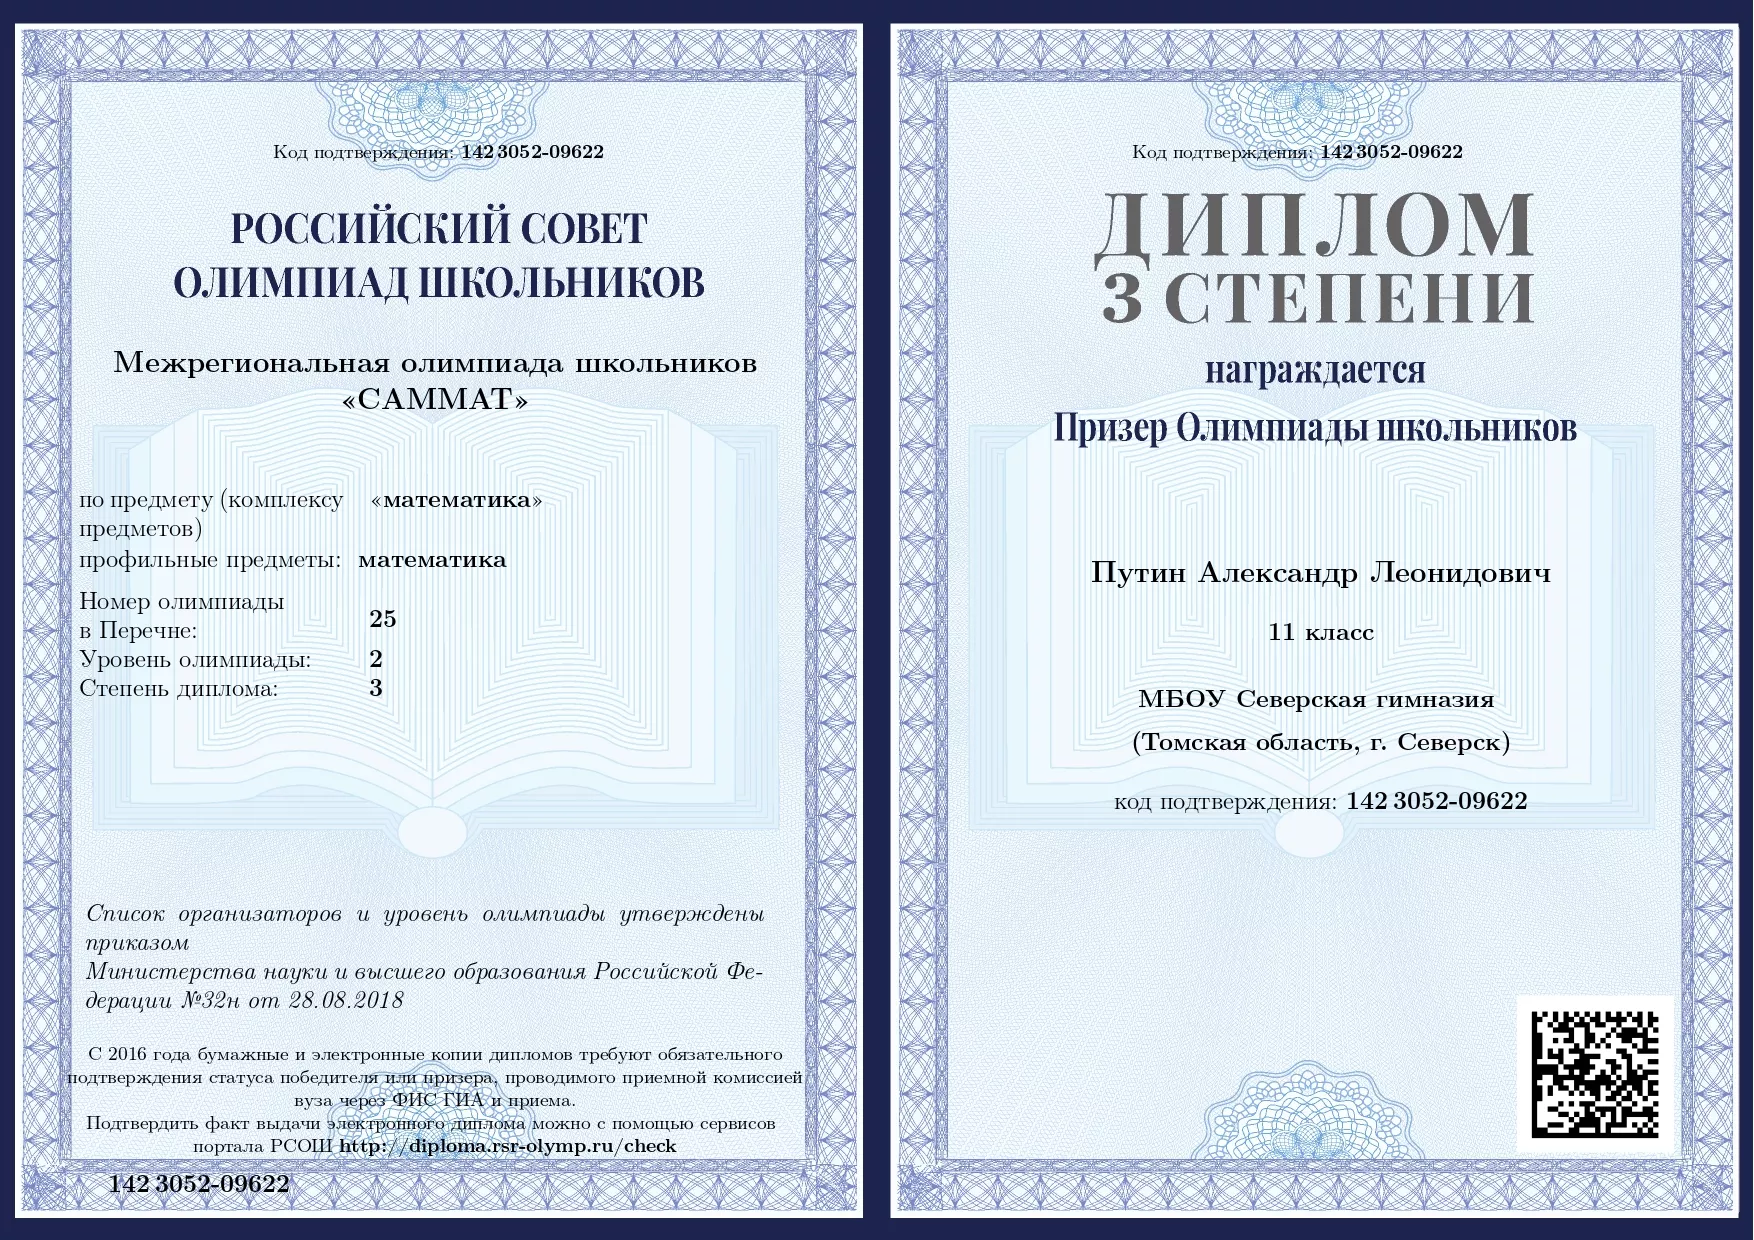 Код подтверждения: 142 3052-09622
РОССИЙСКИЙ СОВЕТ
ОЛИМПИАД ШКОЛЬНИКОВ
Межрегиональная олимпиада школьников
«САММАТ»
по предмету (комплексу «математика»
предметов)
профильные предметы: математика
Номер олимпиады
в Перечне: 25
Уровень олимпиады: 2
Степень диплома: 3
Список организаторов и уровень олимпиады утверждены
приказом
Министерства науки и высшего образования Российской Фе-
дерации №32н от 28.08.2018
С 2016 года бумажные и электронные копии дипломов требуют обязательного
подтверждения статуса победителя или призера, проводимого приемной комиссией
вуза через ФИС ГИА и приема.
Подтвердить факт выдачи электронного диплома можно с помощью сервисов
портала РСОШ http://diploma.rsr-olymp.ru/check
142 3052-09622
Код подтверждения: 142 3052-09622
ДИПЛОМ
3 СТЕПЕНИ
награждается
Призер Олимпиады школьников
Путин Александр Леонидович
11 класс
МБОУ Северская гимназия
(Томская область, г. Северск)
код подтверждения: 142 3052-09622